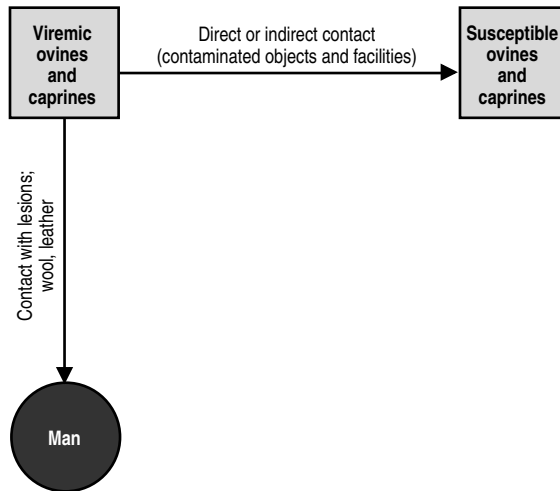 Viremic
ovines
and
caprines
Direct or indirect contact
(contaminated objects and facilities)
Susceptible
ovines
and
caprines
Contact with lesions;
wool, leather
Man